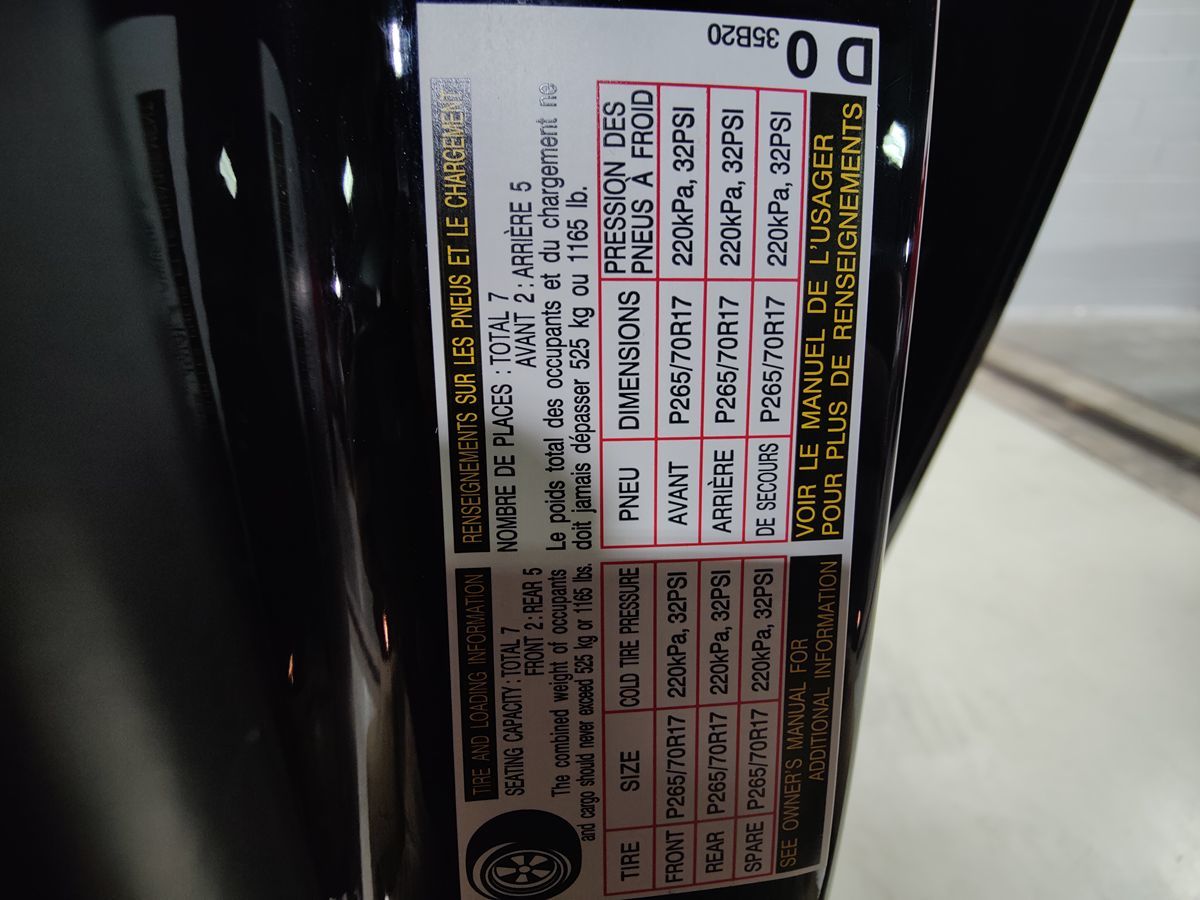 TIRE AND LOADING INFORMATION
SEATING CAPACITY : TOTAL 7
FRONT 2 : REAR 5
The combined weight of occupants
and cargo should never exceed 525 kg or 1165 lbs.
TIRE SIZE COLD TIRE PRESSURE
FRONT P265/70R17 220kPa, 32PSI
REAR P265/70R17 220kPa, 32PSI
SPARE P265/70R17 220kPa, 32PSI
SEE OWNER'S MANUAL FOR
ADDITIONAL INFORMATION
RENSEIGNEMENTS SUR LES PNEUS ET LE CHARGEMENT
NOMBRE DE PLACES : TOTAL 7
AVANT 2 : ARRIÈRE 5
Le poids total des occupants et du chargement ne
doit jamais dépasser 525 kg ou 1165 lb.
PNEU DIMENSIONS PRESSION DES
PNEUS À FROID
AVANT P265/70R17 220kPa, 32PSI
ARRIÈRE P265/70R17 220kPa, 32PSI
DE SECOURS P265/70R17 220kPa, 32PSI
VOIR LE MANUEL DE L'USAGER
POUR PLUS DE RENSEIGNEMENTS
35B20
D0